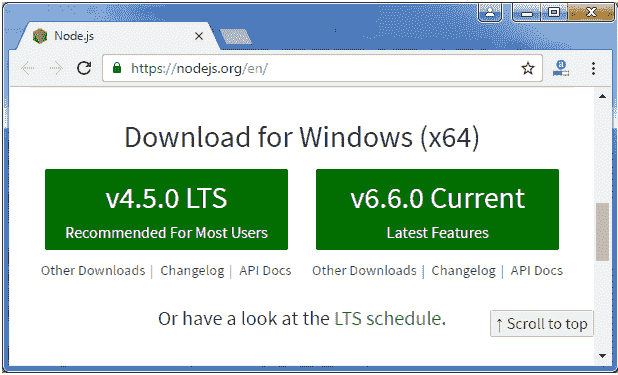 Node.js
https://nodejs.org/en/
Download for Windows (x64)
v4.5.0 LTS
Recommended For Most Users
v6.6.0 Current
Latest Features
Other Downloads | Changelog | API Docs
Other Downloads | Changelog | API Docs
Or have a look at the LTS schedule.
↑ Scroll to top